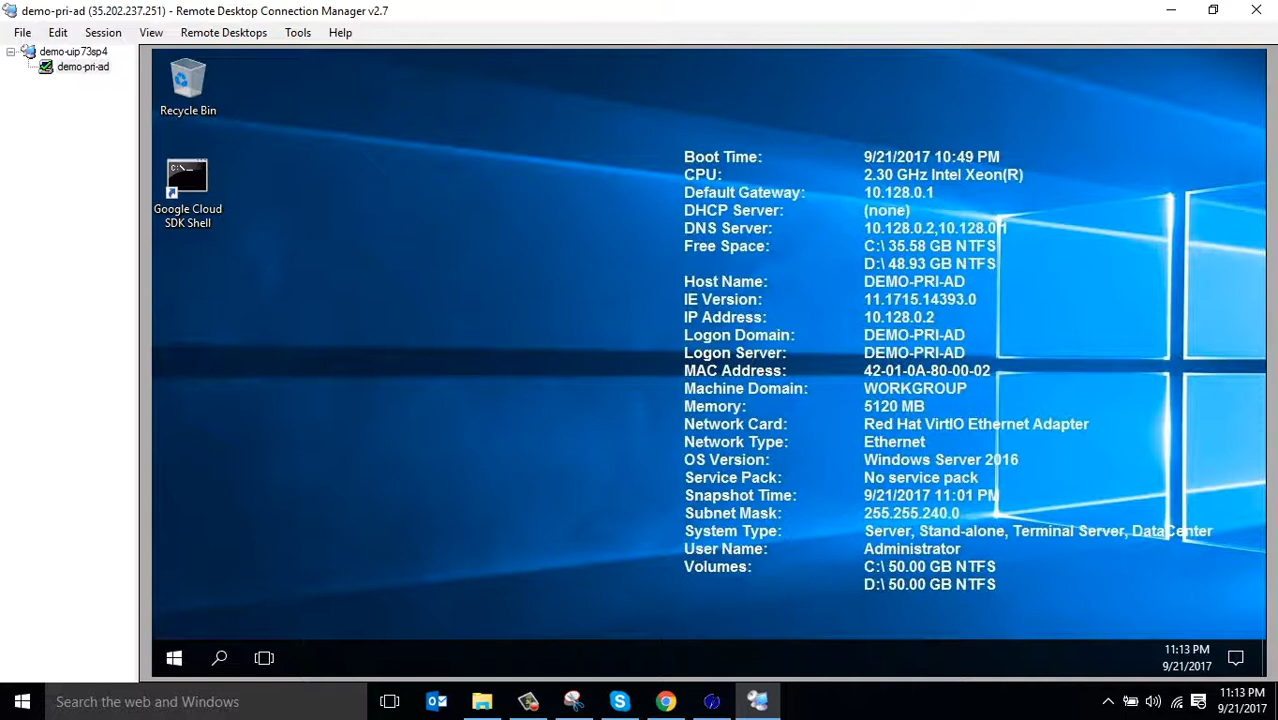 demo-pri-ad (35.202.237.251) - Remote Desktop Connection Manager v2.7
File Edit Session View Remote Desktops Tools Help
demo-uip73sp4
demo-pri-ad
Recycle Bin
C:\
Google Cloud
SDK Shell
Boot Time: 9/21/2017 10:49 PM
CPU: 2.30 GHz Intel Xeon(R)
Default Gateway: 10.128.0.1
DHCP Server: (none)
DNS Server: 10.128.0.2,10.128.0.1
Free Space: C:\ 35.58 GB NTFS
D:\ 48.93 GB NTFS
Host Name: DEMO-PRI-AD
IE Version: 11.1715.14393.0
IP Address: 10.128.0.2
Logon Domain: DEMO-PRI-AD
Logon Server: DEMO-PRI-AD
MAC Address: 42-01-0A-80-00-02
Machine Domain: WORKGROUP
Memory: 5120 MB
Network Card: Red Hat VirtIO Ethernet Adapter
Network Type: Ethernet
OS Version: Windows Server 2016
Service Pack: No service pack
Snapshot Time: 9/21/2017 11:01 PM
Subnet Mask: 255.255.240.0
System Type: Server, Stand-alone, Terminal Server, DataCenter
User Name: Administrator
Volumes: C:\ 50.00 GB NTFS
D:\ 50.00 GB NTFS
11:13 PM
9/21/2017
Search the web and Windows
11:13 PM
9/21/2017